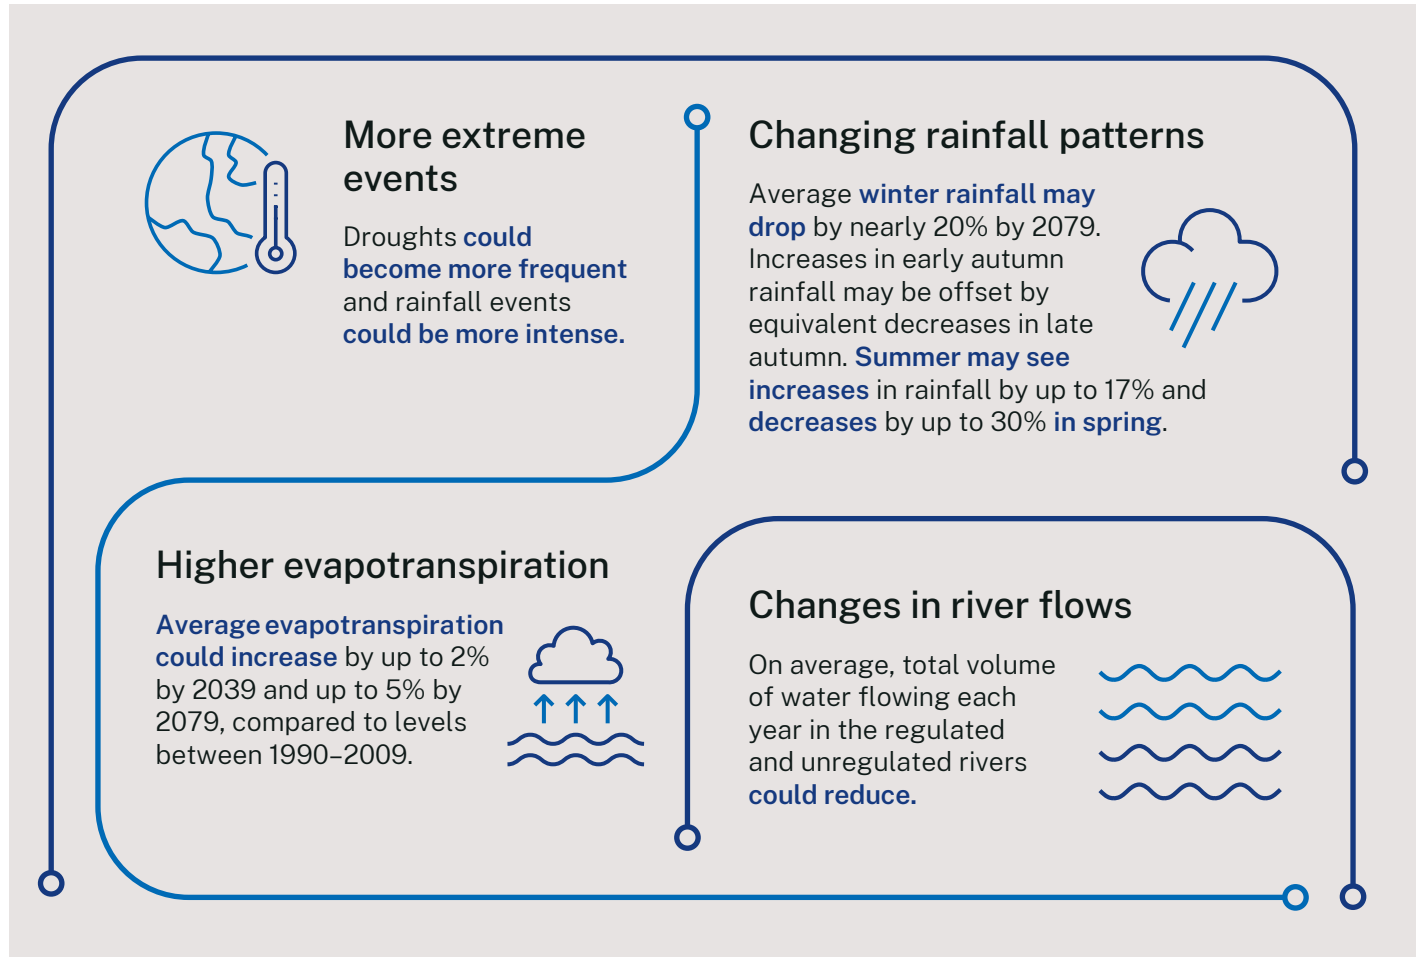 More extreme
events
Droughts could
become more frequent
and rainfall events
could be more intense.
Changing rainfall patterns
Average winter rainfall may
drop by nearly 20% by 2079.
Increases in early autumn
rainfall may be offset by
equivalent decreases in late
autumn. Summer may see
increases in rainfall by up to 17% and
decreases by up to 30% in spring.
Higher evapotranspiration
Average evapotranspiration
could increase by up to 2%
by 2039 and up to 5% by
2079, compared to levels
between 1990–2009.
Changes in river flows
On average, total volume
of water flowing each
year in the regulated
and unregulated rivers
could reduce.